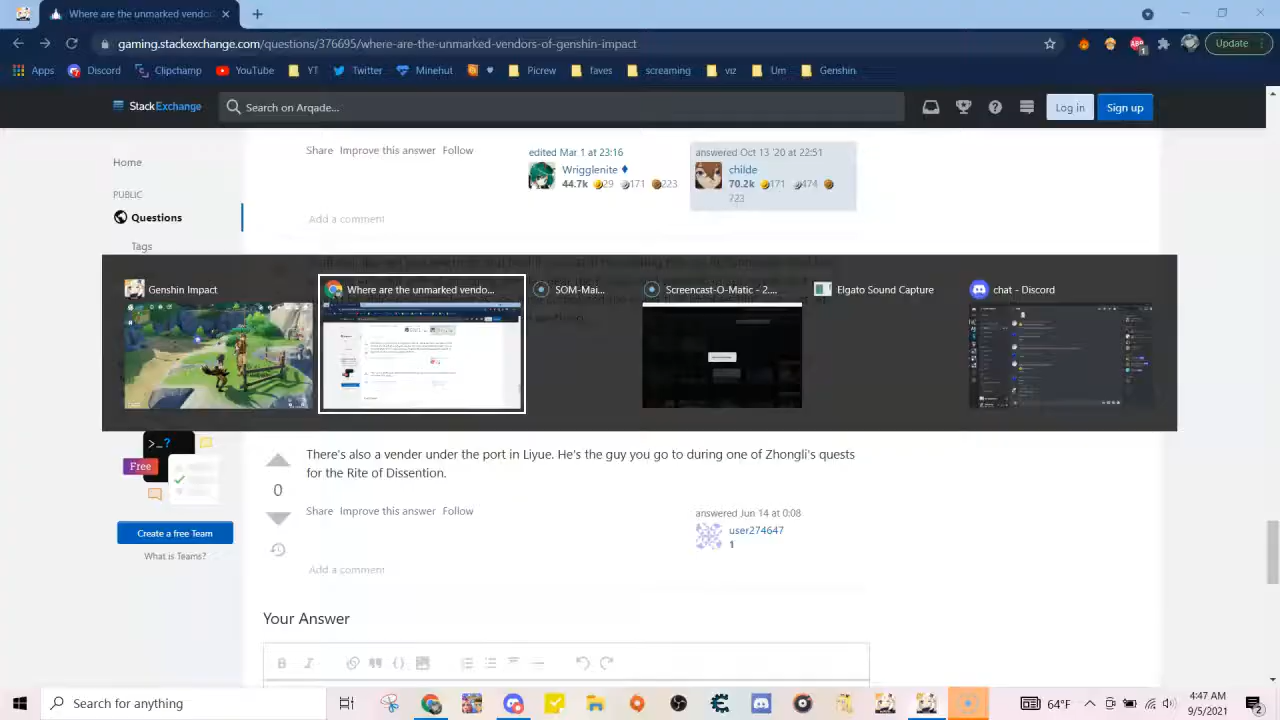 Where are the unmarked vendo
gaming.stackexchange.com/questions/376695/where-are-the-unmarked-vendors-of-genshin-impact
Update
Apps Discord Clipchamp YouTube YT Twitter Minehut Picrew faves screaming viz Um Genshin
StackExchange
Search on Arqade...
Log in
Sign up
Home
PUBLIC
Questions
Tags
Share Improve this answer Follow
edited Mar 1 at 23:16
Wrigglenite ♦
44.7k 29 171 223
answered Oct 13 '20 at 22:51
childe
70.2k 171 474
723
Add a comment
Genshin Impact
Where are the unmarked vendo...
SOM-Mai...
Screencast-O-Matic - 2....
Elgato Sound Capture
chat - Discord
>_?
Free
Create a free Team
What is Teams?
There's also a vender under the port in Liyue. He's the guy you go to during one of Zhongli's quests
for the Rite of Dissention.
0
Share Improve this answer Follow
answered Jun 14 at 0:08
user274647
1
Add a comment
Your Answer
B I
Search for anything
64°F
4:47 AM
9/5/2021
2